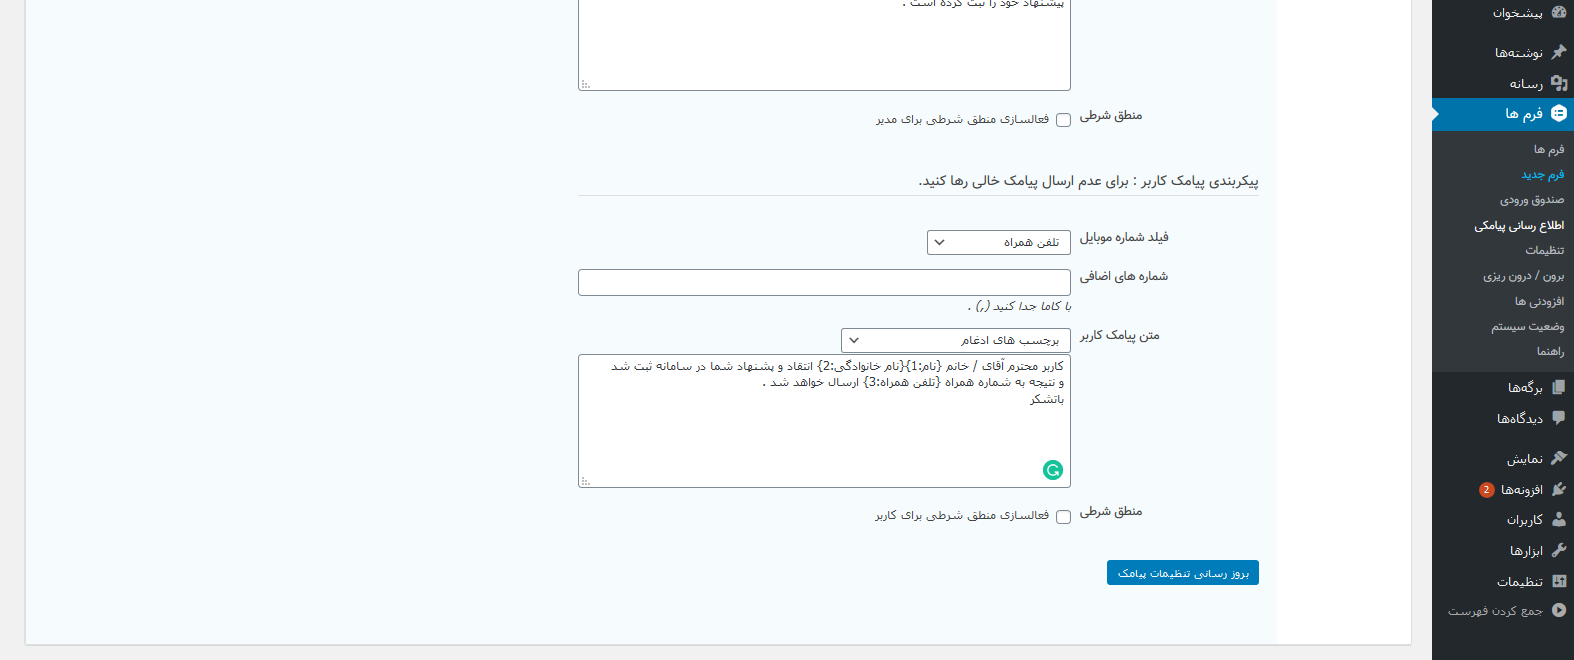 پیشخوان
نوشته‌ها
رسانه
فرم ها
فرم ها
فرم جدید
صندوق ورودی
اطلاع رسانی پیامکی
تنظیمات
برون / درون ریزی
افزودنی ها
وضعیت سیستم
راهنما
برگه‌ها
دیدگاه‌ها
نمایش
افزونه‌ها 2
کاربران
ابزارها
تنظیمات
جمع کردن فهرست
پیشنهاد خود را ثبت کرده است .
منطق شرطی
فعالسازی منطق شرطی برای مدیر
پیکربندی پیامک کاربر : برای عدم ارسال پیامک خالی رها کنید.
فیلد شماره موبایل
تلفن همراه
شماره های اضافی
با کاما جدا کنید (,) .
متن پیامک کاربر
برچسب های ادغام
کاربر محترم آقای / خانم {نام:1}{نام خانوادگی:2} انتقاد و پشنهاد شما در سامانه ثبت شد
و نتیجه به شماره همراه {تلفن همراه:3} ارسال خواهد شد .
باتشکر
منطق شرطی
فعالسازی منطق شرطی برای کاربر
بروز رسانی تنظیمات پیامک